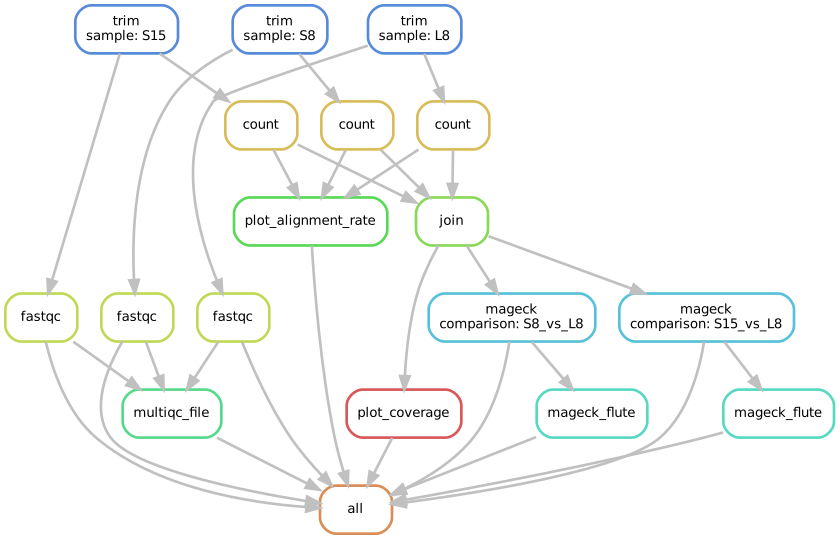 trim
sample: S15
trim
sample: S8
trim
sample: L8
count
count
count
plot_alignment_rate
join
fastqc
fastqc
fastqc
mageck
comparison: S8_vs_L8
mageck
comparison: S15_vs_L8
multiqc_file
plot_coverage
mageck_flute
mageck_flute
all